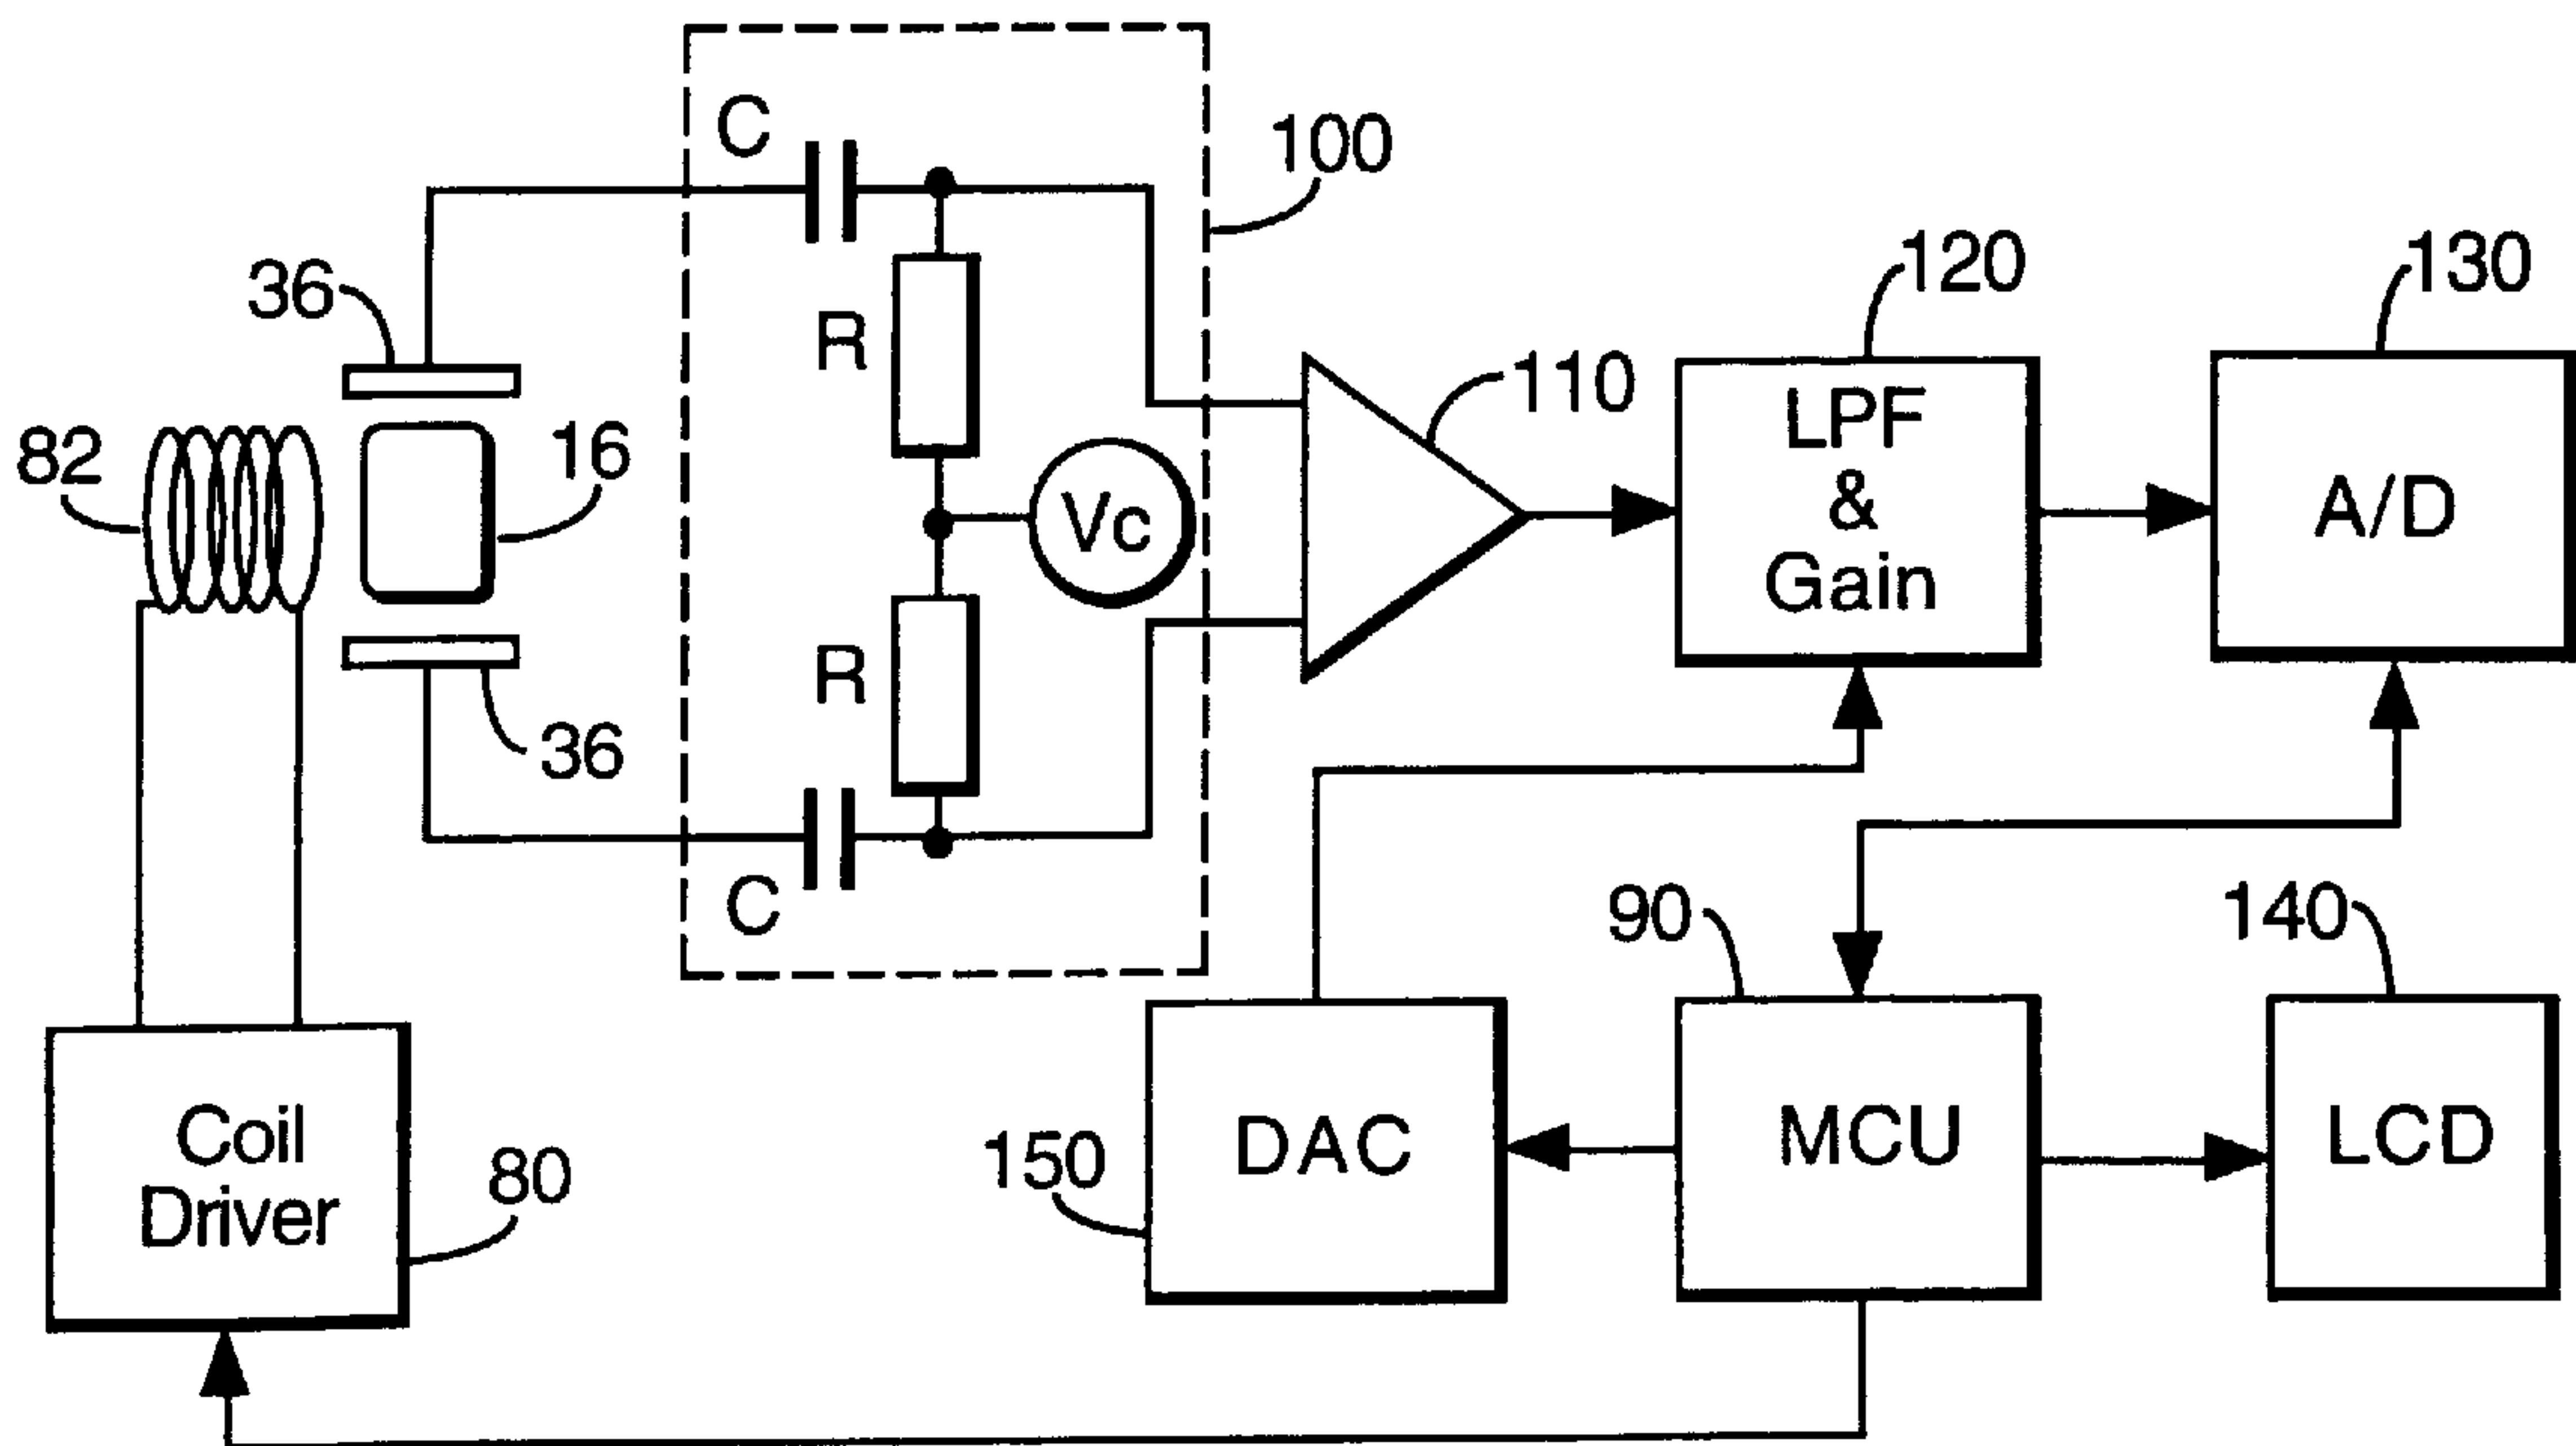 C
100
36
R
120
130
110
LPF
&
Gain
82
16
Vc
A/D
R
36
C
90
140
Coil
Driver
80
150
DAC
MCU
LCD